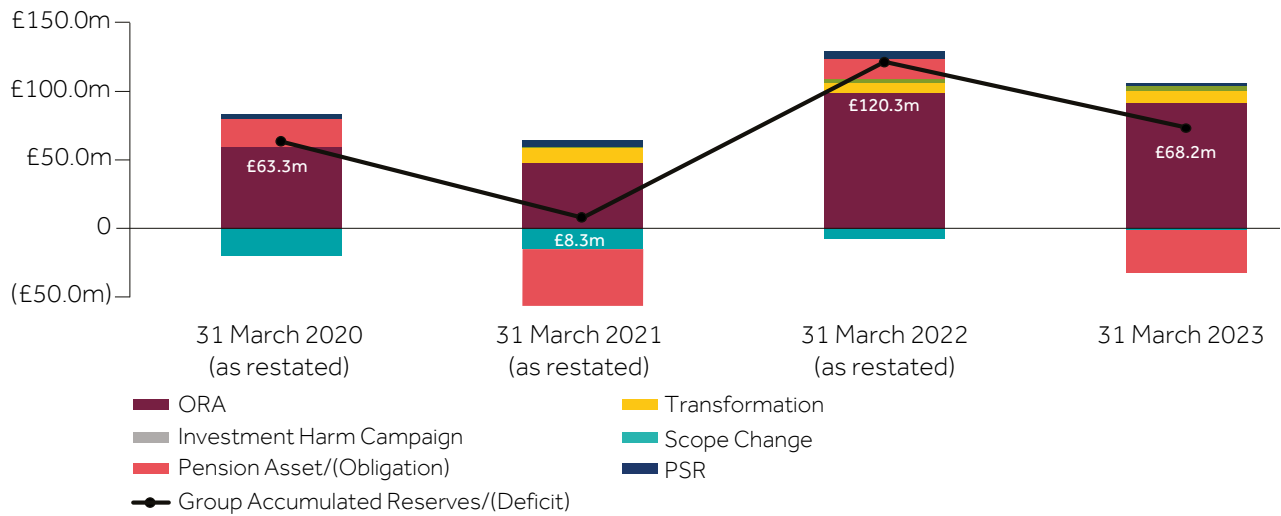 £150.0m
£100.0m
£50.0m
0
(£50.0m)
£63.3m
£8.3m
£120.3m
£68.2m
31 March 2020
(as restated)
31 March 2021
(as restated)
31 March 2022
(as restated)
31 March 2023
ORA
Investment Harm Campaign
Pension Asset/(Obligation)
Group Accumulated Reserves/(Deficit)
Transformation
Scope Change
PSR